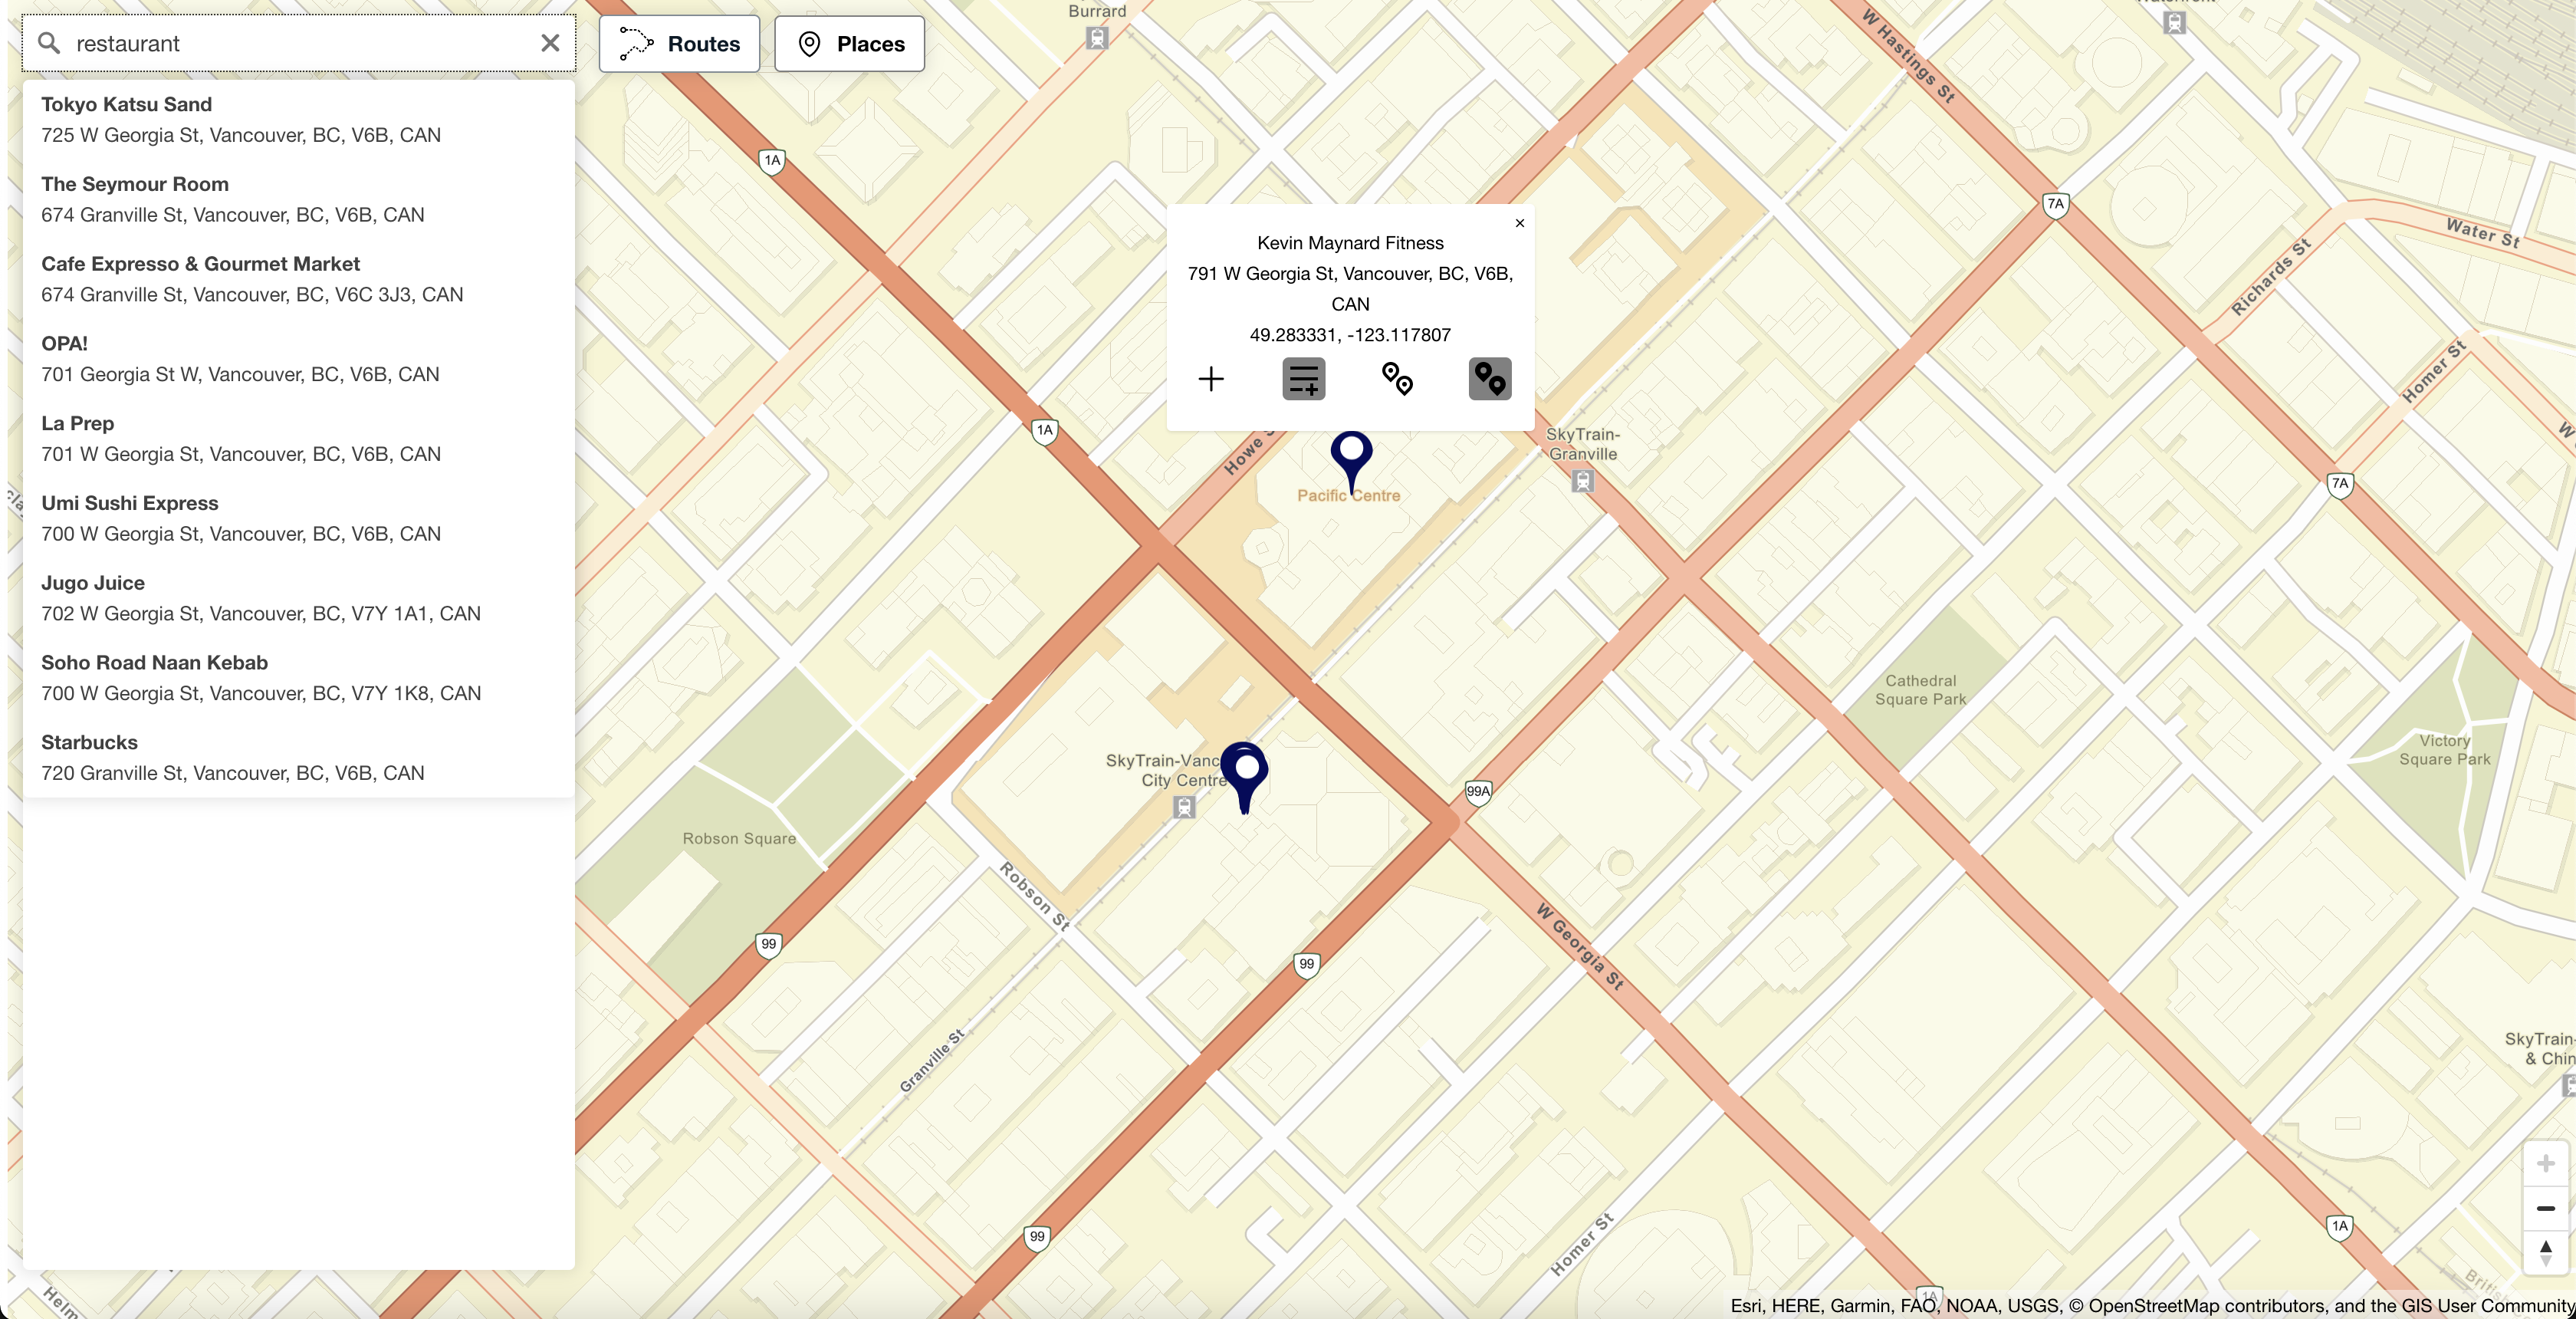 restaurant
Routes
Places
Tokyo Katsu Sand
725 W Georgia St, Vancouver, BC, V6B, CAN
The Seymour Room
674 Granville St, Vancouver, BC, V6B, CAN
Cafe Expresso & Gourmet Market
674 Granville St, Vancouver, BC, V6C 3J3, CAN
OPA!
701 Georgia St W, Vancouver, BC, V6B, CAN
La Prep
701 W Georgia St, Vancouver, BC, V6B, CAN
Umi Sushi Express
700 W Georgia St, Vancouver, BC, V6B, CAN
Jugo Juice
702 W Georgia St, Vancouver, BC, V7Y 1A1, CAN
Soho Road Naan Kebab
700 W Georgia St, Vancouver, BC, V7Y 1K8, CAN
Starbucks
720 Granville St, Vancouver, BC, V6B, CAN
Burrard
W Hastings St
1A
7A
Water St
Richards St
Kevin Maynard Fitness
791 W Georgia St, Vancouver, BC, V6B,
CAN
49.283331, -123.117807
Homer St
1A
Howe
SkyTrain-
Granville
W
7A
Pacific Centre
Cathedral
Square Park
Victory
Square Park
SkyTrain-Vanc
City Centre
99A
Robson Square
Robson St
99
99
W Georgia St
Granville St
SkyTrain-
& Chin
99
Homer St
1A
1A
Helm
Britis
Esri, HERE, Garmin, FAO, NOAA, USGS, © OpenStreetMap contributors, and the GIS User Community